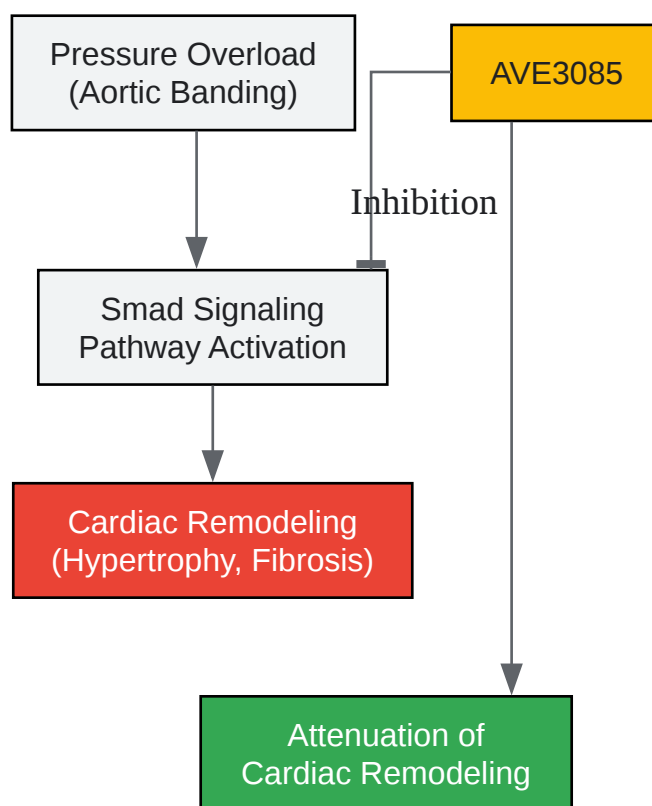 Pressure Overload
(Aortic Banding)
AVE3085
Inhibition
Smad Signaling
Pathway Activation
Cardiac Remodeling
(Hypertrophy, Fibrosis)
Attenuation of
Cardiac Remodeling